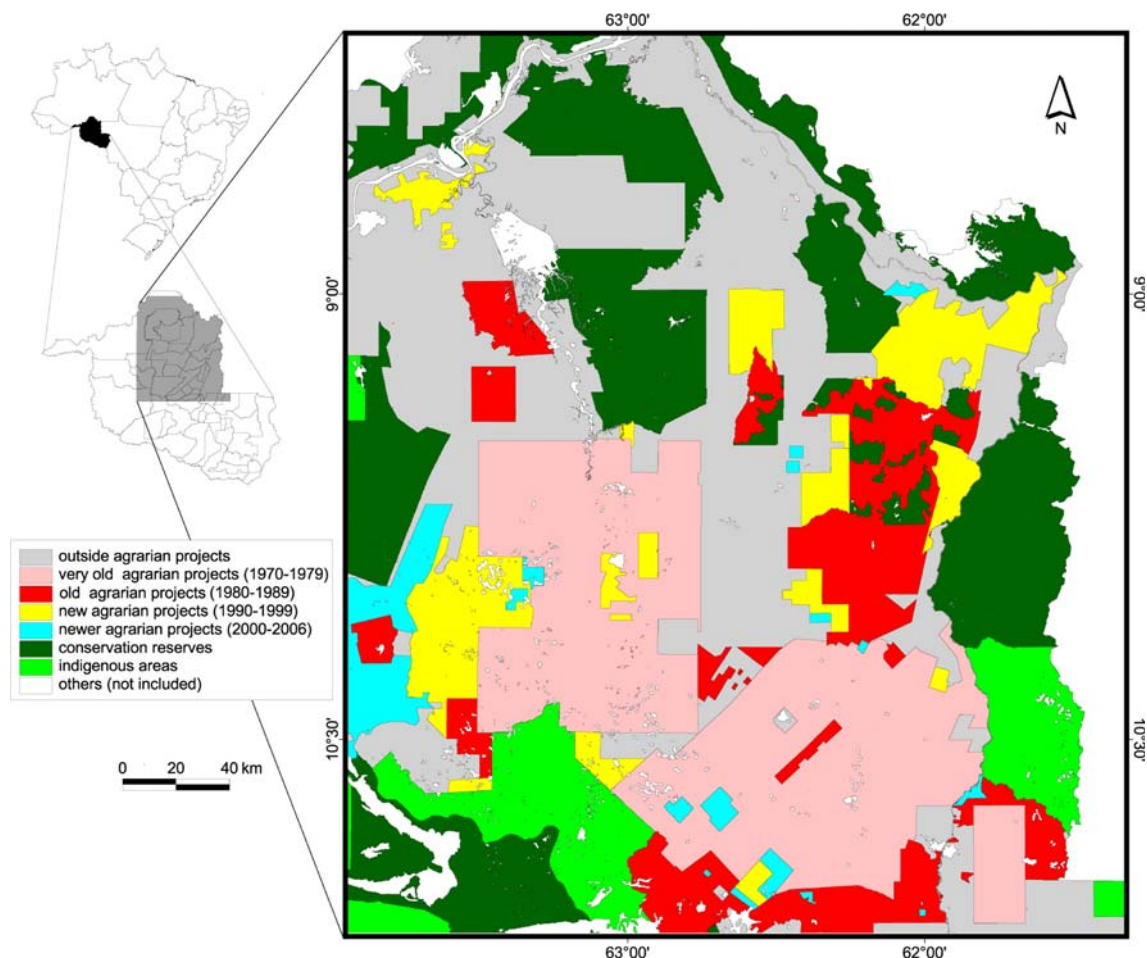 63°00'
62°00'
N
9°00'
9°00'
outside agrarian projects
very old agrarian projects (1970-1979)
old agrarian projects (1980-1989)
new agrarian projects (1990-1999)
newer agrarian projects (2000-2006)
conservation reserves
indigenous areas
others (not included)
10°30'
10°30'
0 20 40 km
63°00'
62°00'